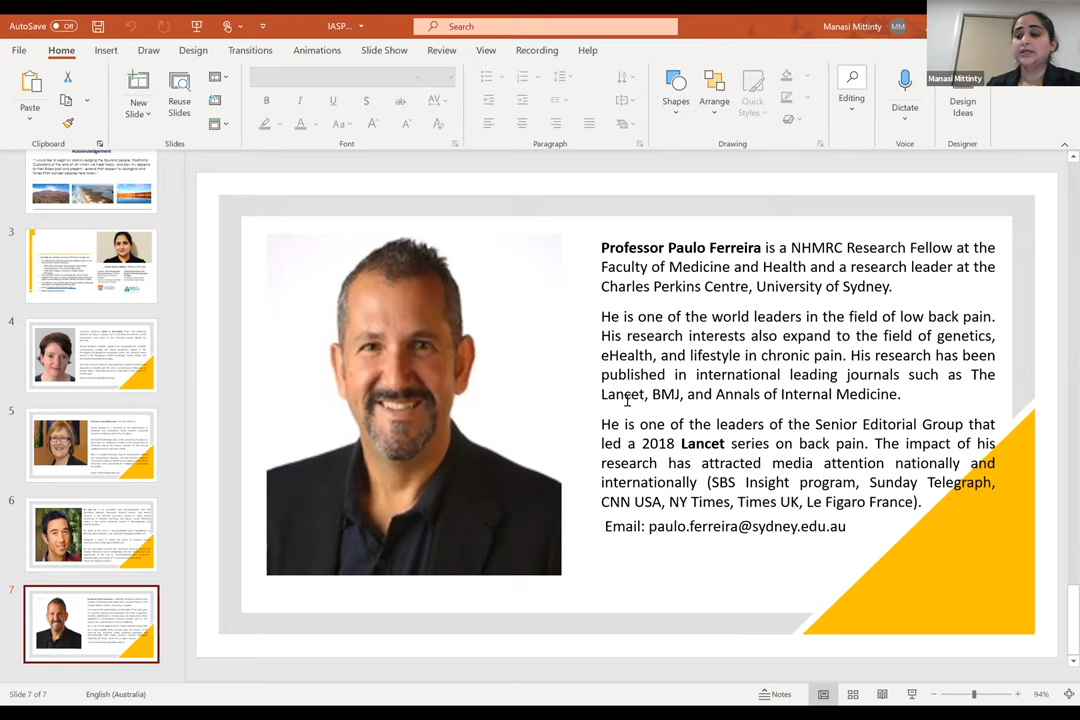 AutoSave Off IASP... Search Manasi Mittinty MM
File Home Insert Draw Design Transitions Animations Slide Show Review View Recording Help
Manasi Mittinty
Paste New Slide Reuse Slides B I U S ab AV Aa A A A Shapes Arrange Quick Styles Editing Dictate Design Ideas
Clipboard Slides Font Paragraph Drawing Voice Designer
Acknowledgement
3
4
5
6
7
Professor Paulo Ferreira is a NHMRC Research Fellow at the
Faculty of Medicine and Health and a research leader at the
Charles Perkins Centre, University of Sydney.
He is one of the world leaders in the field of low back pain.
His research interests also expand to the field of genetics,
eHealth, and lifestyle in chronic pain. His research has been
published in international leading journals such as The
Lancet, BMJ, and Annals of Internal Medicine.
He is one of the leaders of the Senior Editorial Group that
led a 2018 Lancet series on back pain. The impact of his
research has attracted media attention nationally and
internationally (SBS Insight program, Sunday Telegraph,
CNN USA, NY Times, Times UK, Le Figaro France).
Email: paulo.ferreira@sydney.edu.au
Slide 7 of 7 English (Australia) Notes 94%